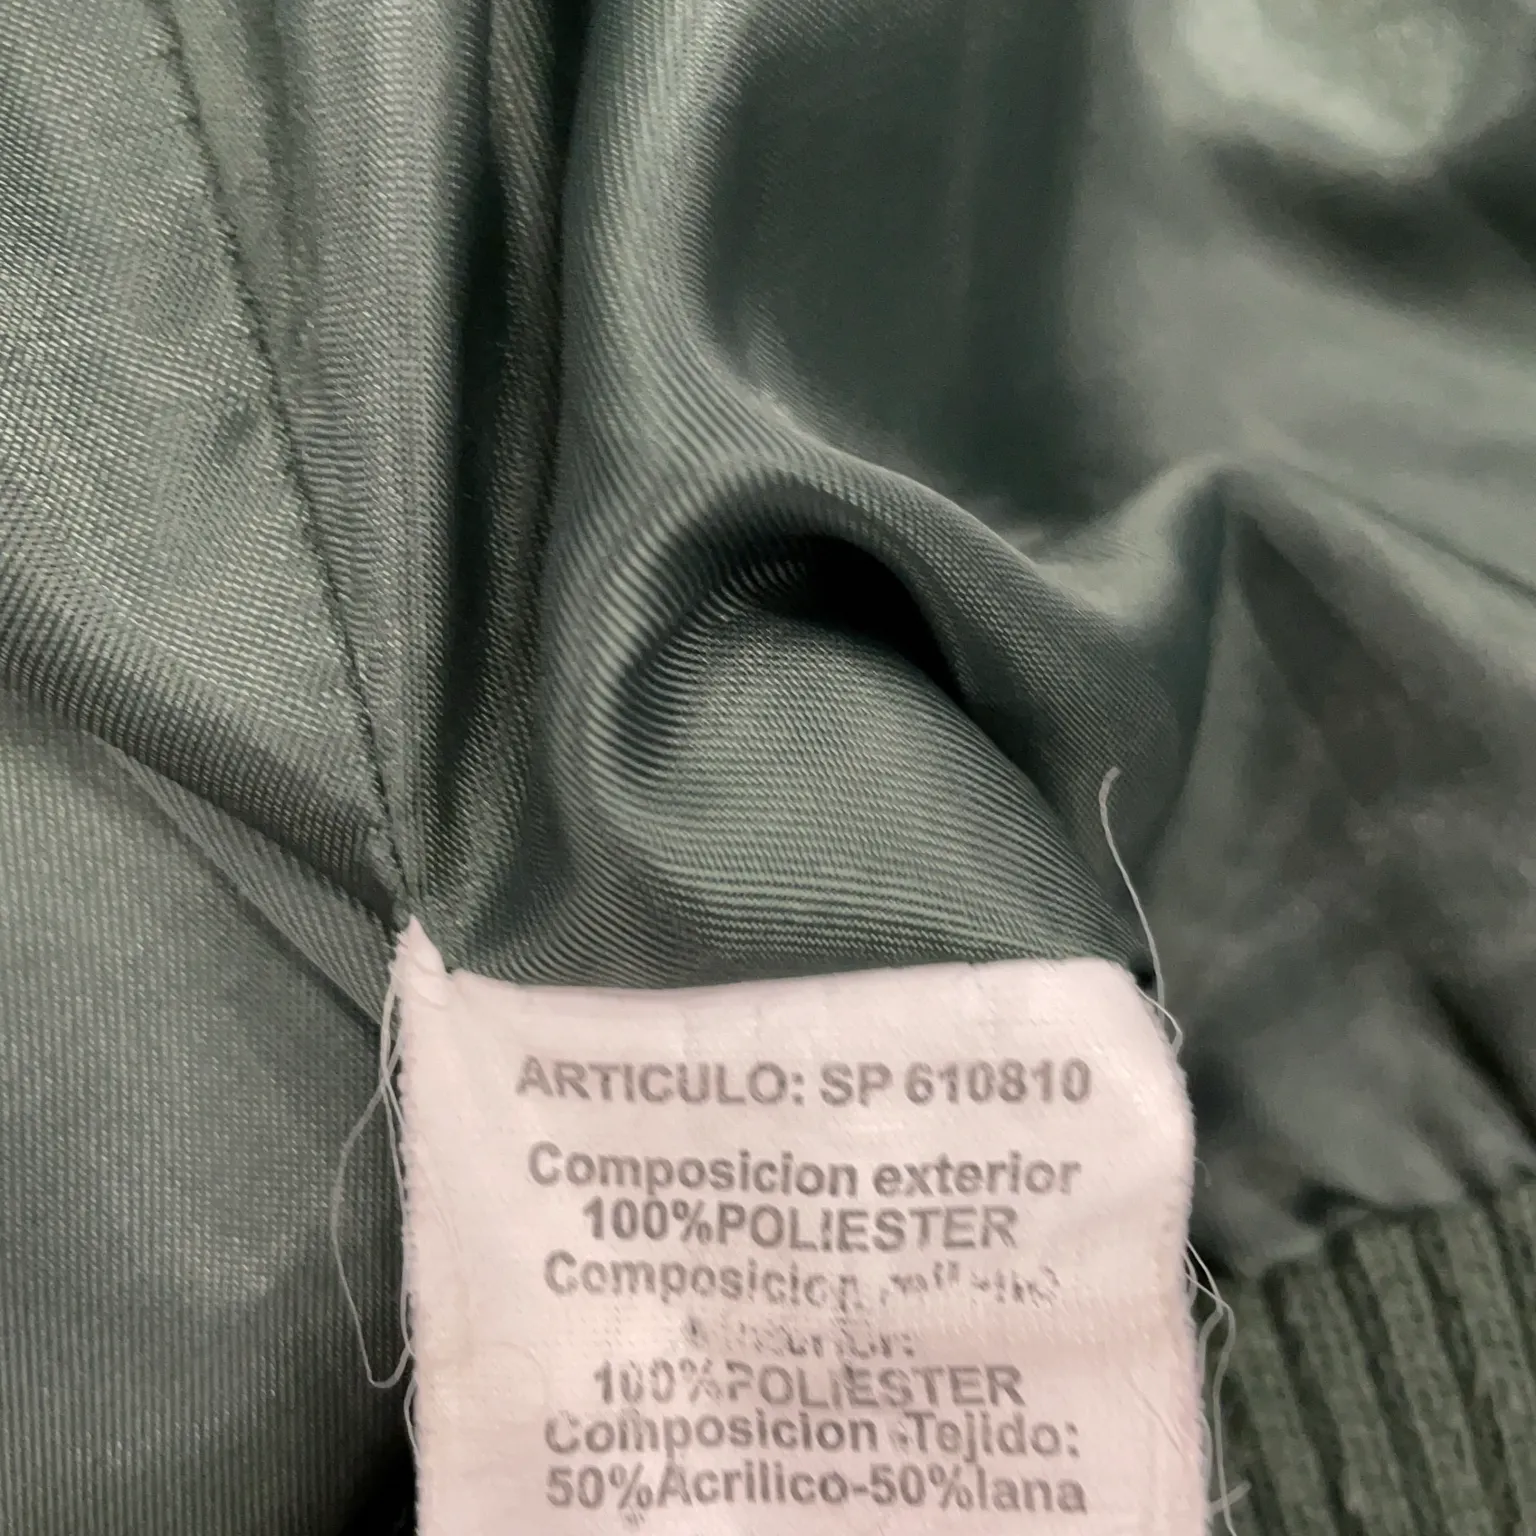 ARTICULO: SP 610810
Composicion exterior
100%POLIESTER
Composicion
100%POLIESTER
Composicion Tejido:
50%Acrilico-50%lana